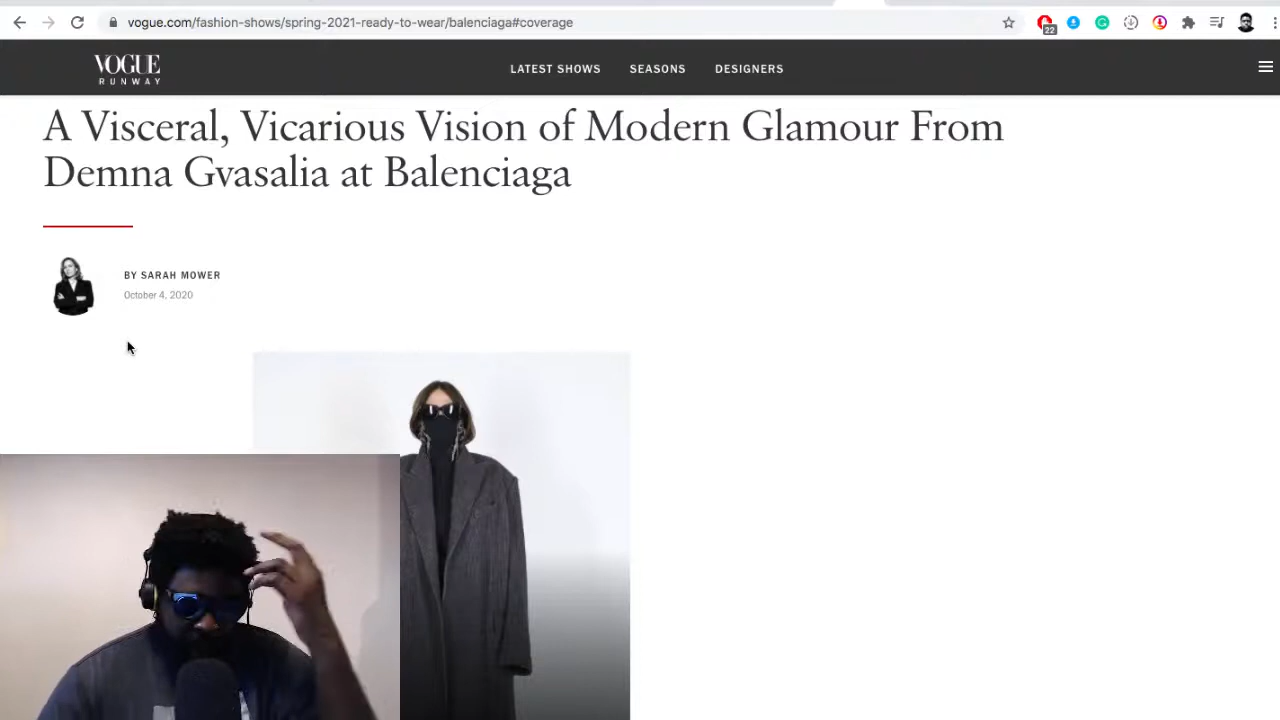 vogue.com/fashion-shows/spring-2021-ready-to-wear/balenciaga#coverage
22
VOGUE
RUNWAY
LATEST SHOWS SEASONS DESIGNERS
A Visceral, Vicarious Vision of Modern Glamour From
Demna Gvasalia at Balenciaga
BY SARAH MOWER
October 4, 2020